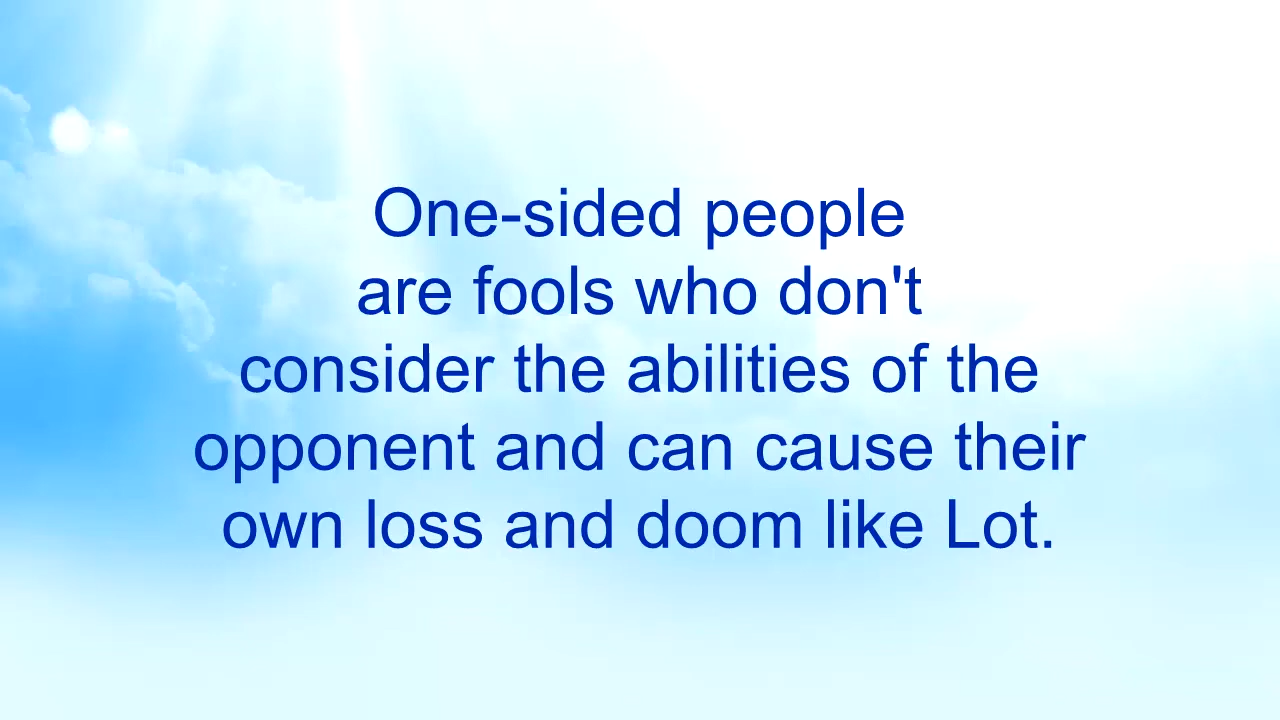 One-sided people
are fools who don't
consider the abilities of the
opponent and can cause their
own loss and doom like Lot.